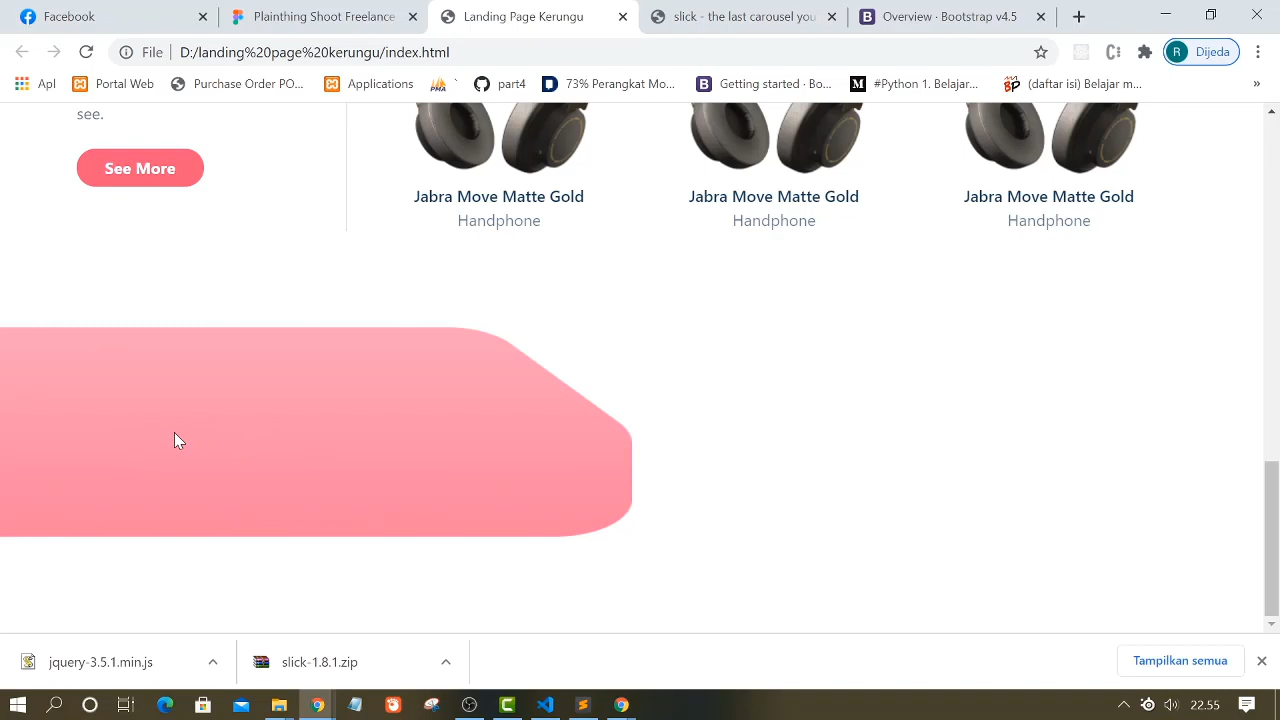 Facebook
Plainthing Shoot Freelance
Landing Page Kerungu
slick - the last carousel you
Overview · Bootstrap v4.5
File
D:/landing%20page%20kerungu/index.html
R
Dijeda
Apl
Portal Web
Purchase Order PO...
Applications
PMA
part4
73% Perangkat Mo...
Getting started · Bo...
#Python 1. Belajar...
(daftar isi) Belajar m...
»
see.
See More
Jabra Move Matte Gold
Handphone
Jabra Move Matte Gold
Handphone
Jabra Move Matte Gold
Handphone
jquery-3.5.1.min.js
slick-1.8.1.zip
Tampilkan semua
22.55